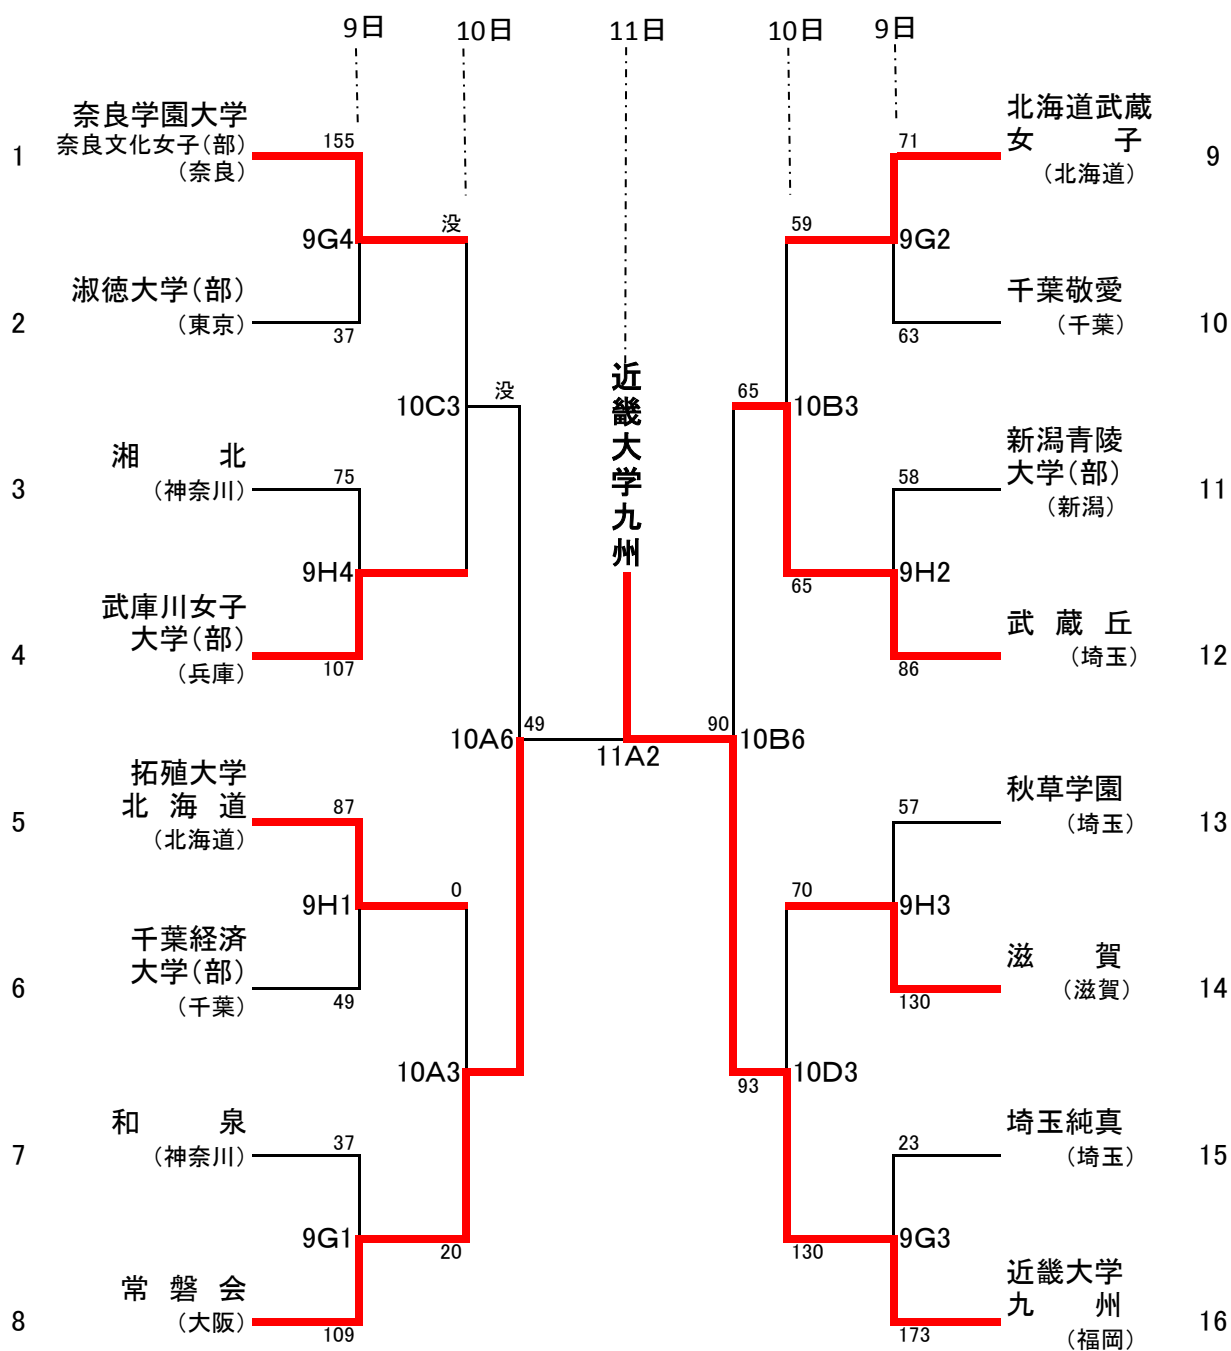 9日
10日
11日
10日
9日
1
奈良学園大学
奈良文化女子(部)
(奈良)
155
9G4
没
2
淑徳大学(部)
(東京)
37
10C3
没
3
湘 北
(神奈川)
75
9H4
4
武庫川女子
大学(部)
(兵庫)
107
10A6
49
5
拓殖大学
北 海 道
(北海道)
87
9H1
0
6
千葉経済
大学(部)
(千葉)
49
10A3
7
和 泉
(神奈川)
37
9G1
20
8
常 磐 会
(大阪)
109
近畿大学九州
11A2
北海道武蔵
女 子
(北海道)
9
71
59
9G2
千葉敬愛
(千葉)
10
63
65
10B3
新潟青陵
大学(部)
(新潟)
11
58
65
9H2
武 蔵 丘
(埼玉)
12
86
90
10B6
秋草学園
(埼玉)
13
57
70
9H3
滋 賀
(滋賀)
14
130
93
10D3
埼玉純真
(埼玉)
15
23
130
9G3
近畿大学
九 州
(福岡)
16
173